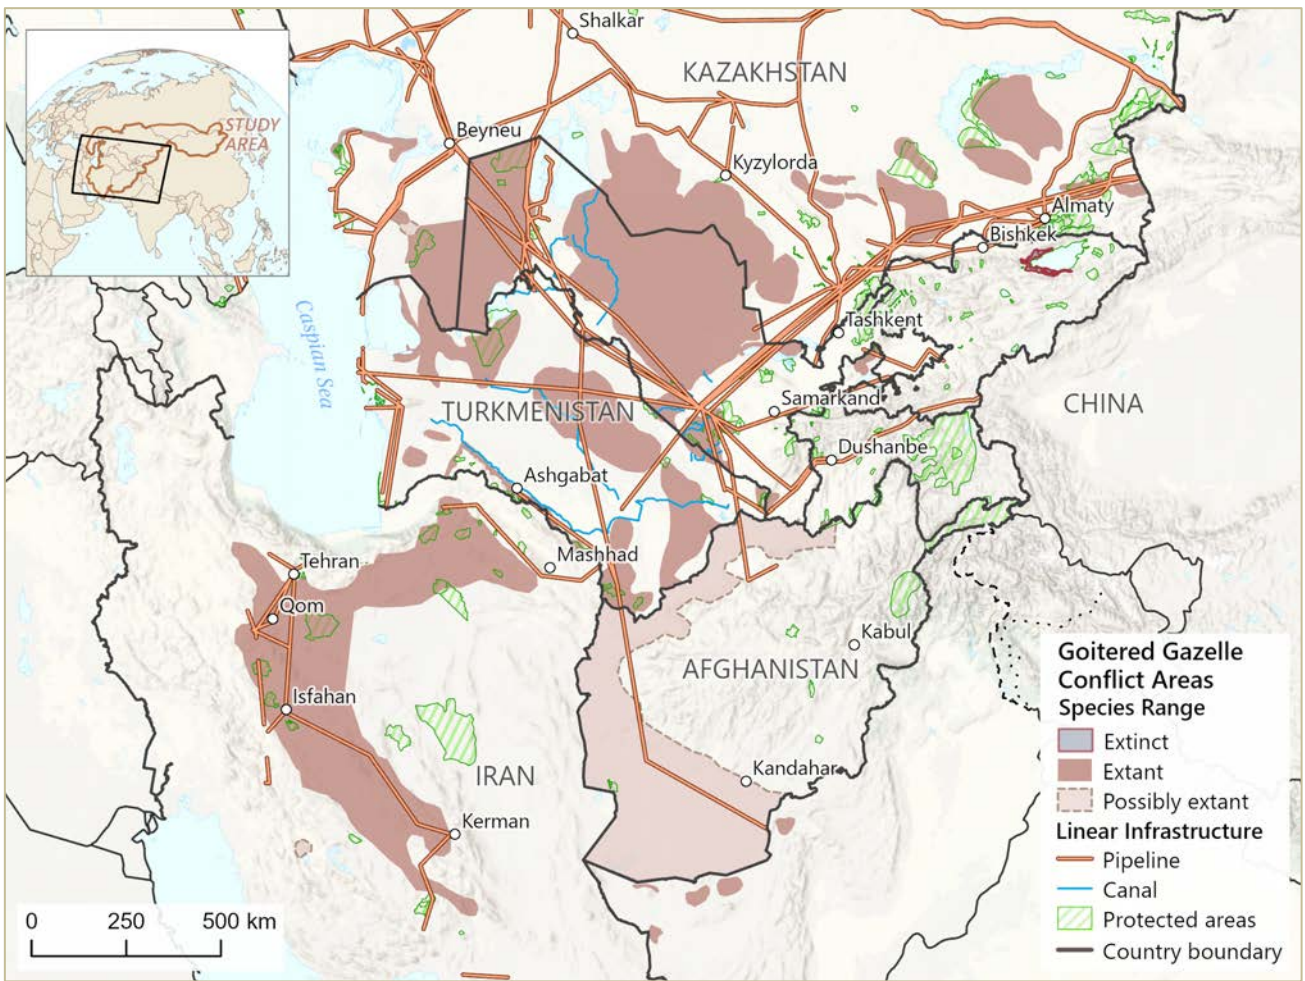 Shalkar
KAZAKHSTAN
STUDY
AREA
Beyneu
Kyzylorda
Almaty
Bishkek
Caspian Sea
Tashkent
TURKMENISTAN
Samarkand
CHINA
Dushanbe
Ashgabat
Mashhad
Tehran
Qom
Kabul
AFGHANISTAN
Isfahan
IRAN
Kandahar
Kerman
Goitered Gazelle
Conflict Areas
Species Range
Extinct
Extant
Possibly extant
Linear Infrastructure
Pipeline
Canal
Protected areas
Country boundary
0 250 500 km